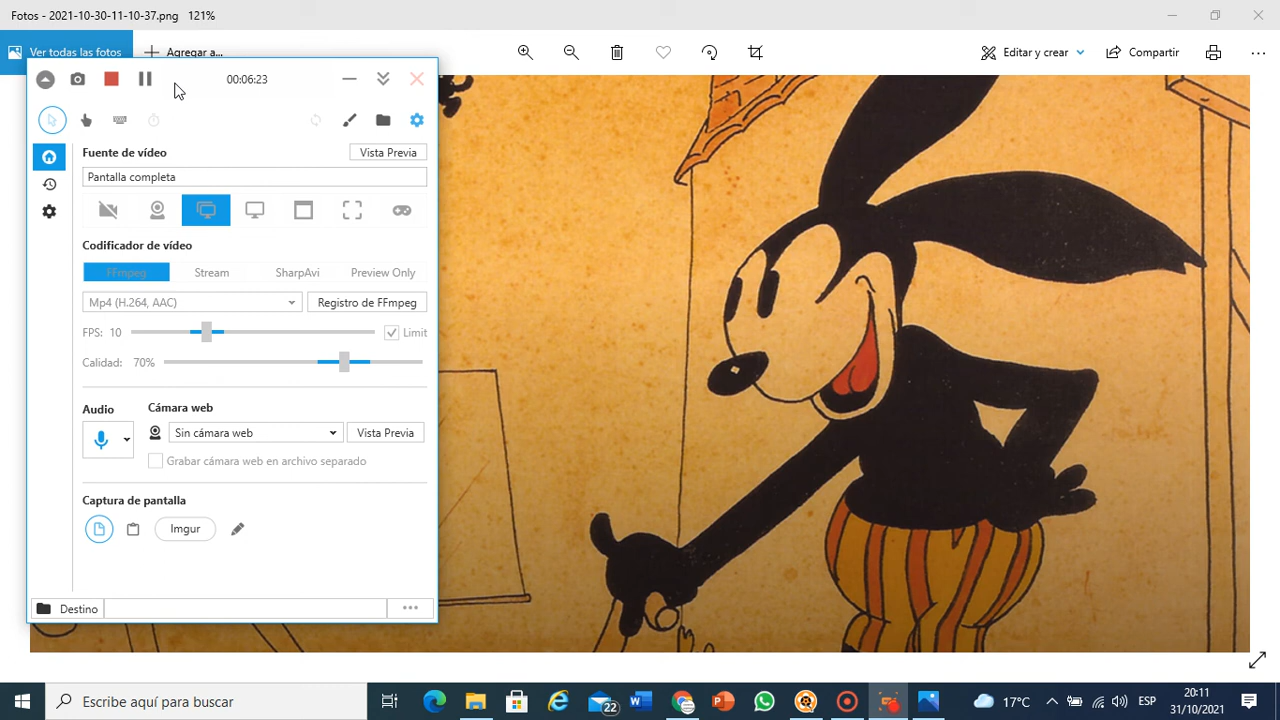 Fotos - 2021-10-30-11-10-37.png   121%
Ver todas las fotos
Agregar a...
Editar y crear
Compartir
00:06:23
Fuente de vídeo
Vista Previa
Pantalla completa
Codificador de vídeo
FFmpeg
Stream
SharpAvi
Preview Only
Mp4 (H.264, AAC)
Registro de FFmpeg
FPS: 10
Limit
Calidad: 70%
Audio
Cámara web
Sin cámara web
Vista Previa
Grabar cámara web en archivo separado
Captura de pantalla
Imgur
Destino
Escribe aquí para buscar
22
17°C
ESP
20:11
31/10/2021